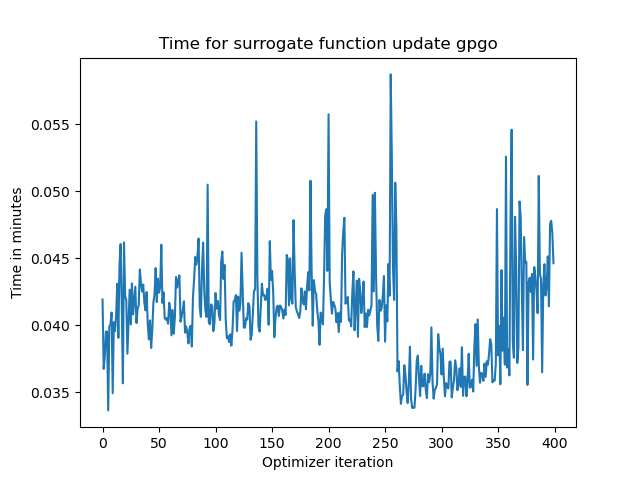 Time for surrogate function update gpgo
Time in minutes
0.055
0.050
0.045
0.040
0.035
0 50 100 150 200 250 300 350 400
Optimizer iteration